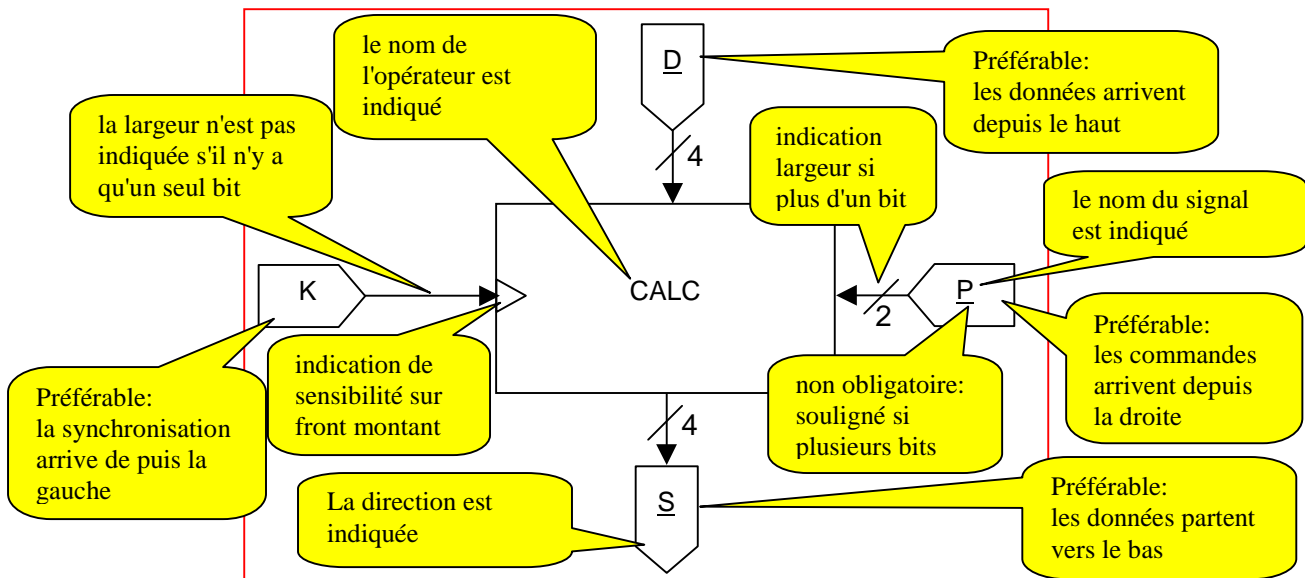 le nom de
l'opérateur est
indiqué
D
Préférable:
les données arrivent
depuis le haut
la largeur n'est pas
indiquée s'il n'y a
qu'un seul bit
4
indication
largeur si
plus d'un bit
le nom du signal
est indiqué
K
CALC
2
P
Préférable:
la synchronisation
arrive de puis la
gauche
indication de
sensibilité sur
front montant
non obligatoire:
souligné si
plusieurs bits
Préférable:
les commandes
arrivent depuis
la droite
4
La direction est
indiquée
S
Préférable:
les données partent
vers le bas